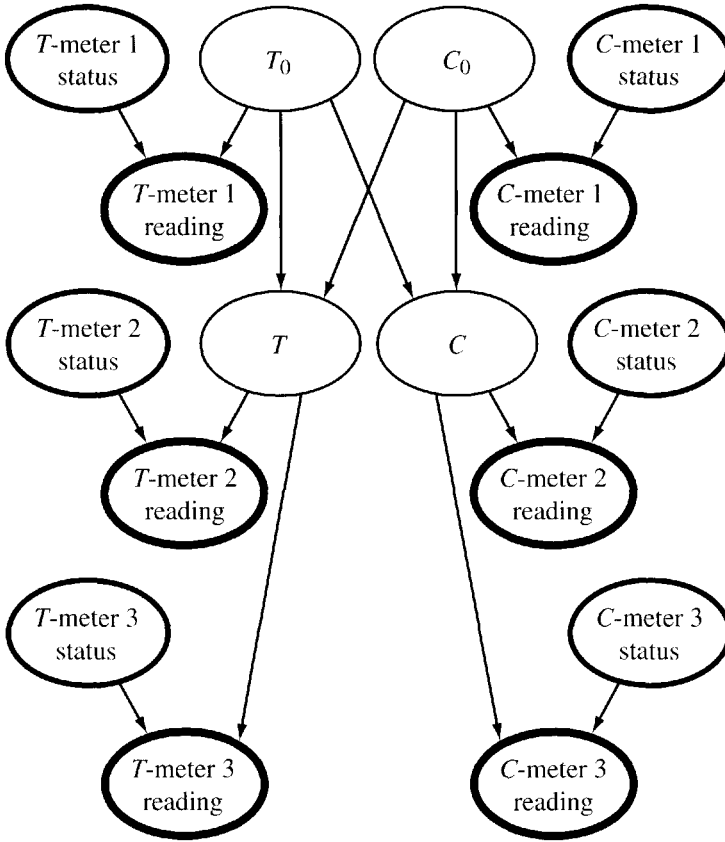 T-meter 1
status
T₀
C₀
C-meter 1
status
T-meter 1
reading
C-meter 1
reading
T-meter 2
status
T
C
C-meter 2
status
T-meter 2
reading
C-meter 2
reading
T-meter 3
status
C-meter 3
status
T-meter 3
reading
C-meter 3
reading